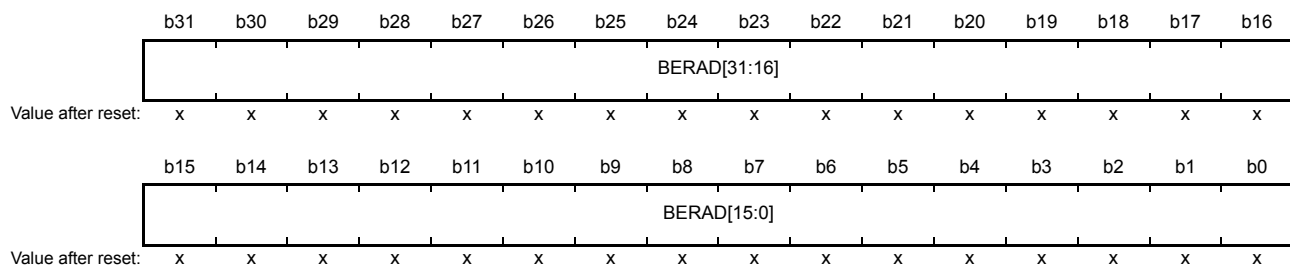 b31 b30 b29 b28 b27 b26 b25 b24 b23 b22 b21 b20 b19 b18 b17 b16
BERAD[31:16]
Value after reset: x x x x x x x x x x x x x x x x
b15 b14 b13 b12 b11 b10 b9 b8 b7 b6 b5 b4 b3 b2 b1 b0
BERAD[15:0]
Value after reset: x x x x x x x x x x x x x x x x